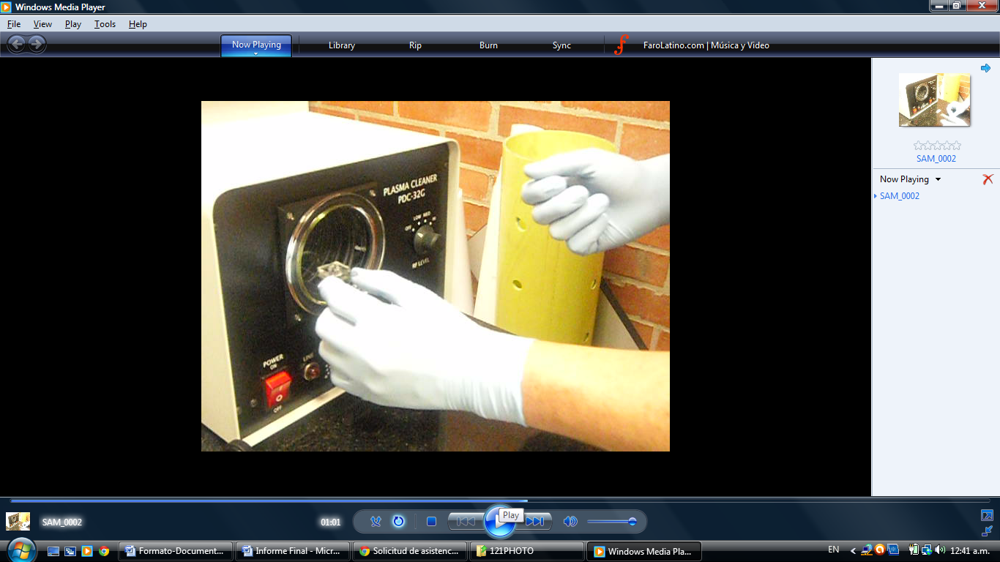 Windows Media Player
File View Play Tools Help
Now Playing Library Rip Burn Sync FaroLatino.com | Música y Video
PLASMA CLEANER
PDC-32G
LOW MED HI
OFF
RF LEVEL
POWER
ON
LINE
OFF
SAM_0002
Now Playing
SAM_0002
SAM_0002 01:01
Play
Formato-Document... Informe Final - Micr... Solicitud de asistenc... 121PHOTO Windows Media Pla... EN 12:41 a.m.